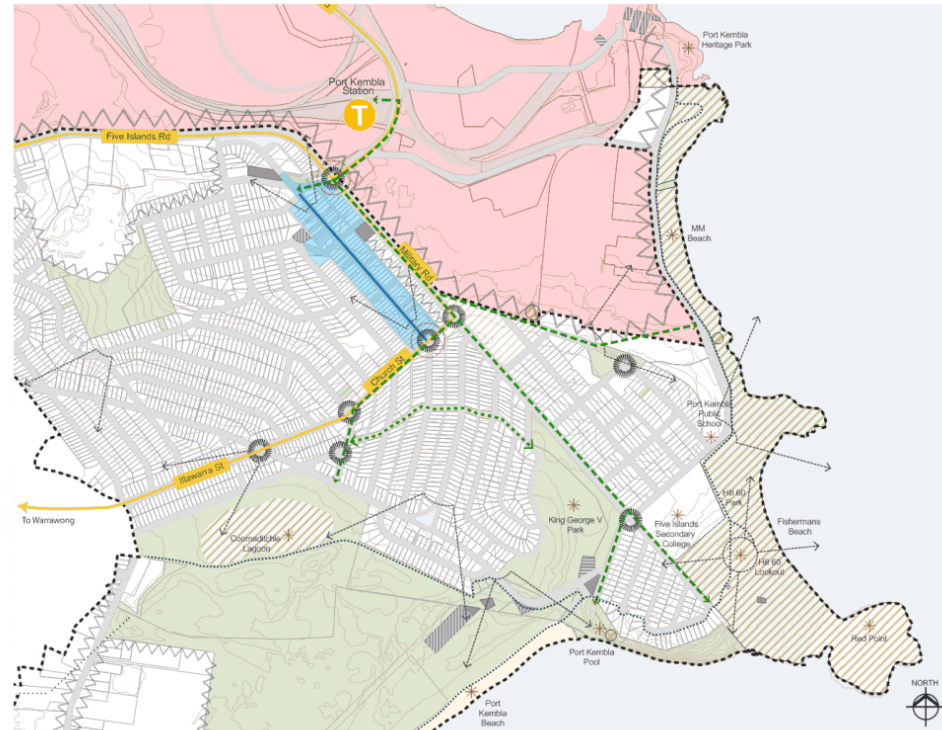 Port Kembla
Heritage Park
Port Kembla
Station
T
Five Islands Rd
MM
Beach
Military Rd
Church St
Port Kembla
Public
School
Illawarra St
To Warrawong
Coomaditchie
Lagoon
King George V
Park
Five Islands
Secondary
College
Hill 60
Park
Fishermans
Beach
Hill 60
Lookout
Red Point
Port Kembla
Pool
Port
Kembla
Beach
NORTH